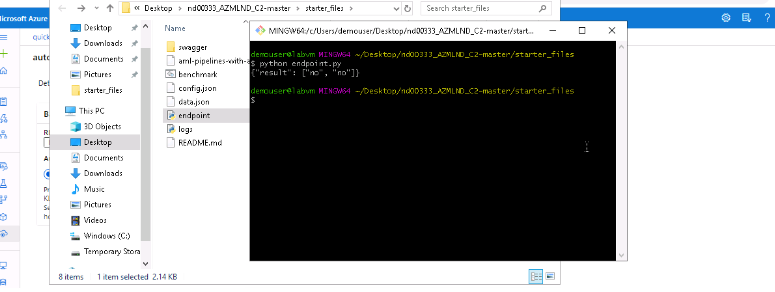 Microsoft Azure
« Desktop > nd00333_AZMLND_C2-master > starter_files >
Search starter_files
quick
auto
Desktop
Downloads
Documents
Pictures
starter_files
This PC
3D Objects
Desktop
Documents
Downloads
Music
Pictures
Videos
Windows (C:)
Temporary Stora
Name
swagger
aml-pipelines-with-a
benchmark
config.json
data.json
endpoint
logs
README.md
8 items
1 item selected 2.14 KB
MINGW64:/c/Users/demouser/Desktop/nd00333_AZMLND_C2-master/start...
demouser@labvm MINGW64 ~/Desktop/nd00333_AZMLND_C2-master/starter_files
$ python endpoint.py
{"result": ["no", "no"]}
demouser@labvm MINGW64 ~/Desktop/nd00333_AZMLND_C2-master/starter_files
$